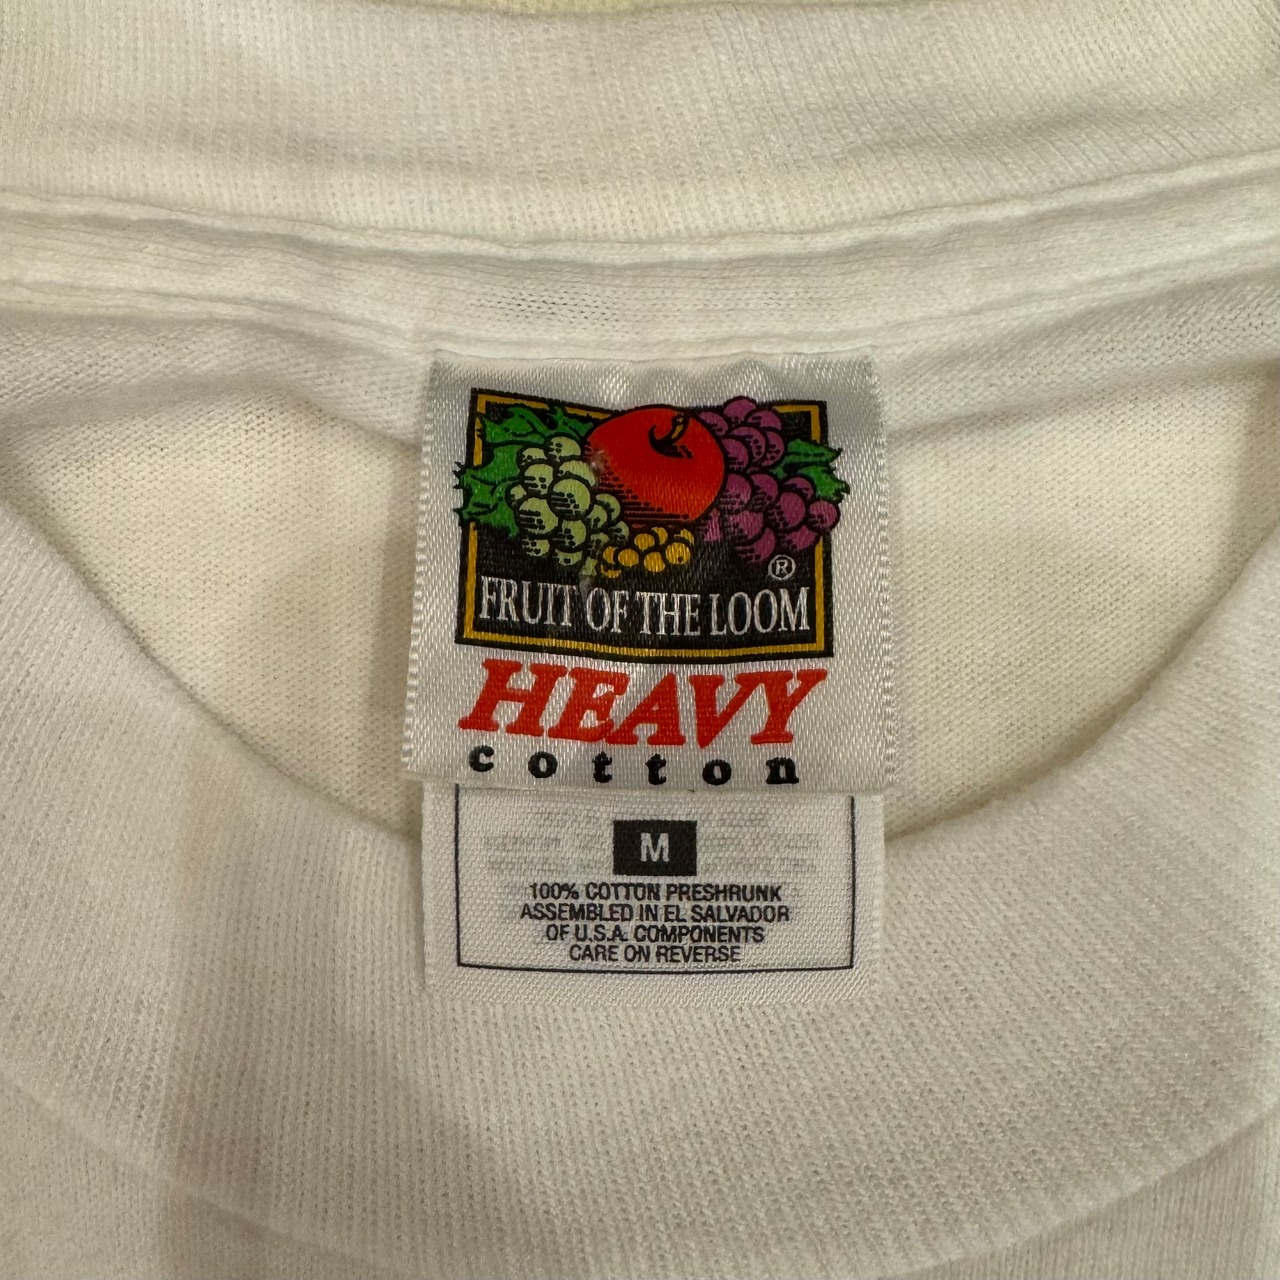 ®
FRUIT OF THE LOOM
HEAVY
cotton
M
100% COTTON PRESHRUNK
ASSEMBLED IN EL SALVADOR
OF U.S.A. COMPONENTS
CARE ON REVERSE